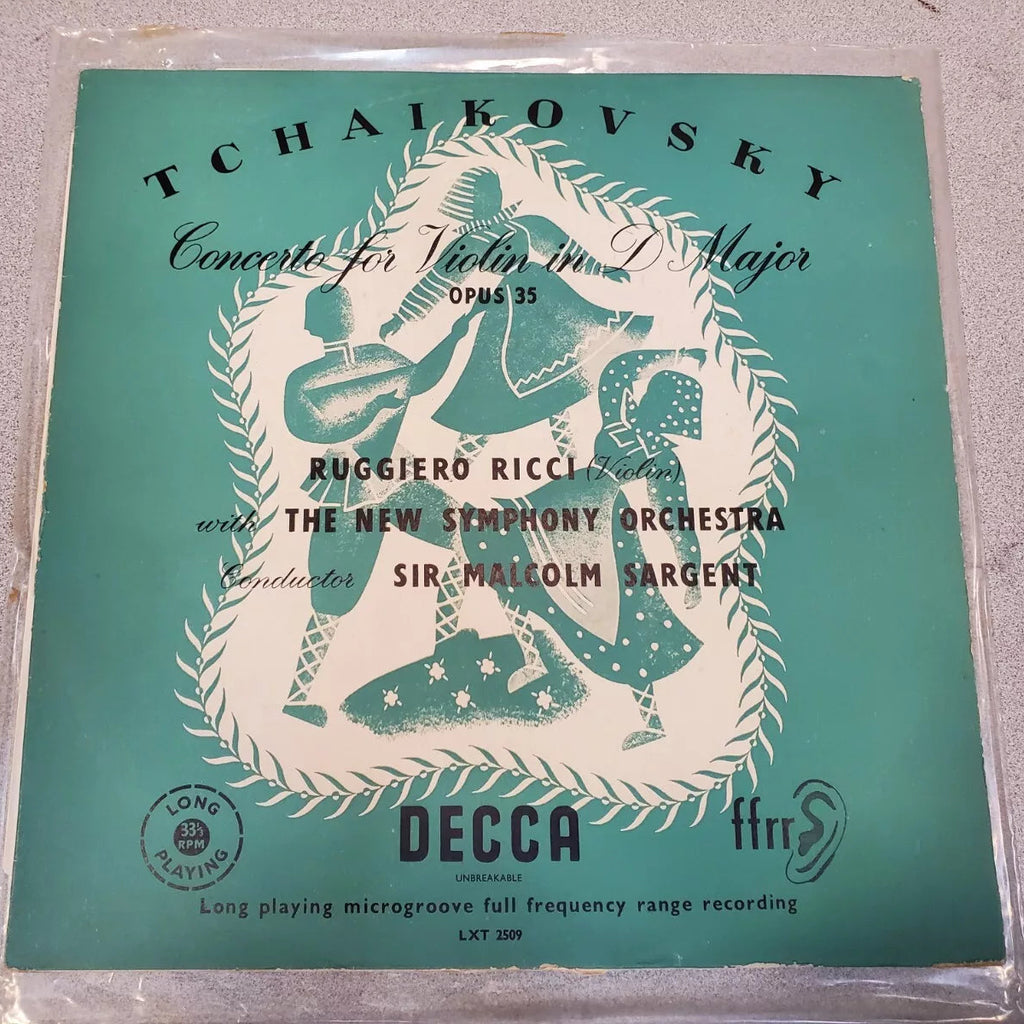 TCHAIKOVSKY
Concerto for Violin in D Major
OPUS 35
RUGGIERO RICCI (Violin)
with THE NEW SYMPHONY ORCHESTRA
Conductor SIR MALCOLM SARGENT
LONG
33⅓
RPM
PLAYING
DECCA
ffrr
UNBREAKABLE
Long playing microgroove full frequency range recording
LXT 2509